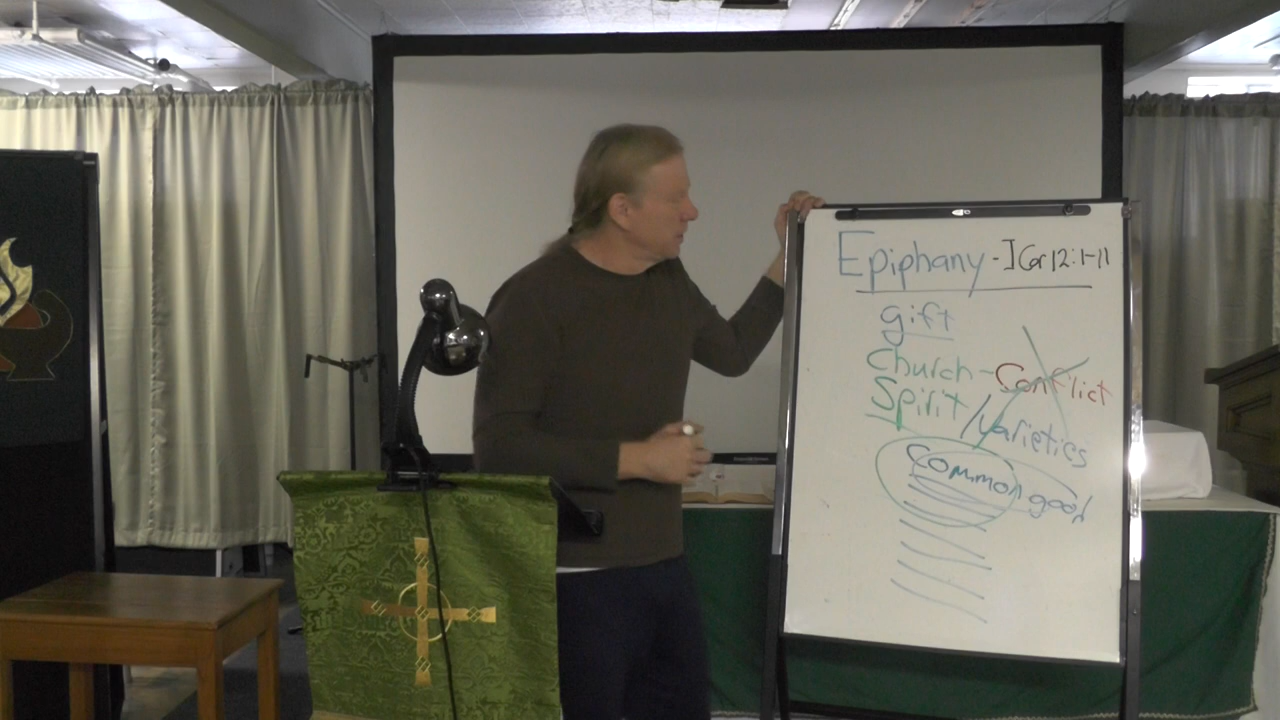 Epiphany - I Cor 12:1-11
gift
Church - Conflict
Spirit / Varieties
Common good